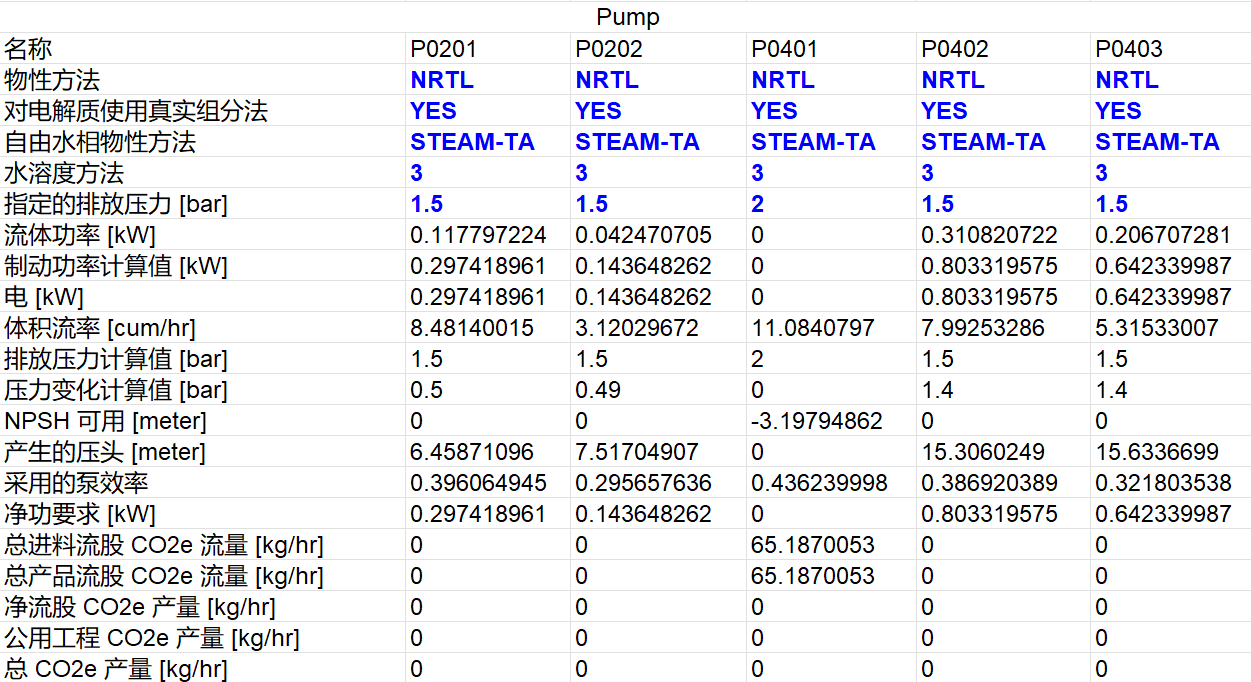 Pump
名称 P0201 P0202 P0401 P0402 P0403
物性方法 NRTL NRTL NRTL NRTL NRTL
对电解质使用真实组分法 YES YES YES YES YES
自由水相物性方法 STEAM-TA STEAM-TA STEAM-TA STEAM-TA STEAM-TA
水溶度方法 3 3 3 3 3
指定的排放压力 [bar] 1.5 1.5 2 1.5 1.5
流体功率 [kW] 0.117797224 0.042470705 0 0.310820722 0.206707281
制动功率计算值 [kW] 0.297418961 0.143648262 0 0.803319575 0.642339987
电 [kW] 0.297418961 0.143648262 0 0.803319575 0.642339987
体积流率 [cum/hr] 8.48140015 3.12029672 11.0840797 7.99253286 5.31533007
排放压力计算值 [bar] 1.5 1.5 2 1.5 1.5
压力变化计算值 [bar] 0.5 0.49 0 1.4 1.4
NPSH 可用 [meter] 0 0 -3.19794862 0 0
产生的压头 [meter] 6.45871096 7.51704907 0 15.3060249 15.6336699
采用的泵效率 0.396064945 0.295657636 0.436239998 0.386920389 0.321803538
净功要求 [kW] 0.297418961 0.143648262 0 0.803319575 0.642339987
总进料流股 CO2e 流量 [kg/hr] 0 0 65.1870053 0 0
总产品流股 CO2e 流量 [kg/hr] 0 0 65.1870053 0 0
净流股 CO2e 产量 [kg/hr] 0 0 0 0 0
公用工程 CO2e 产量 [kg/hr] 0 0 0 0 0
总 CO2e 产量 [kg/hr] 0 0 0 0 0